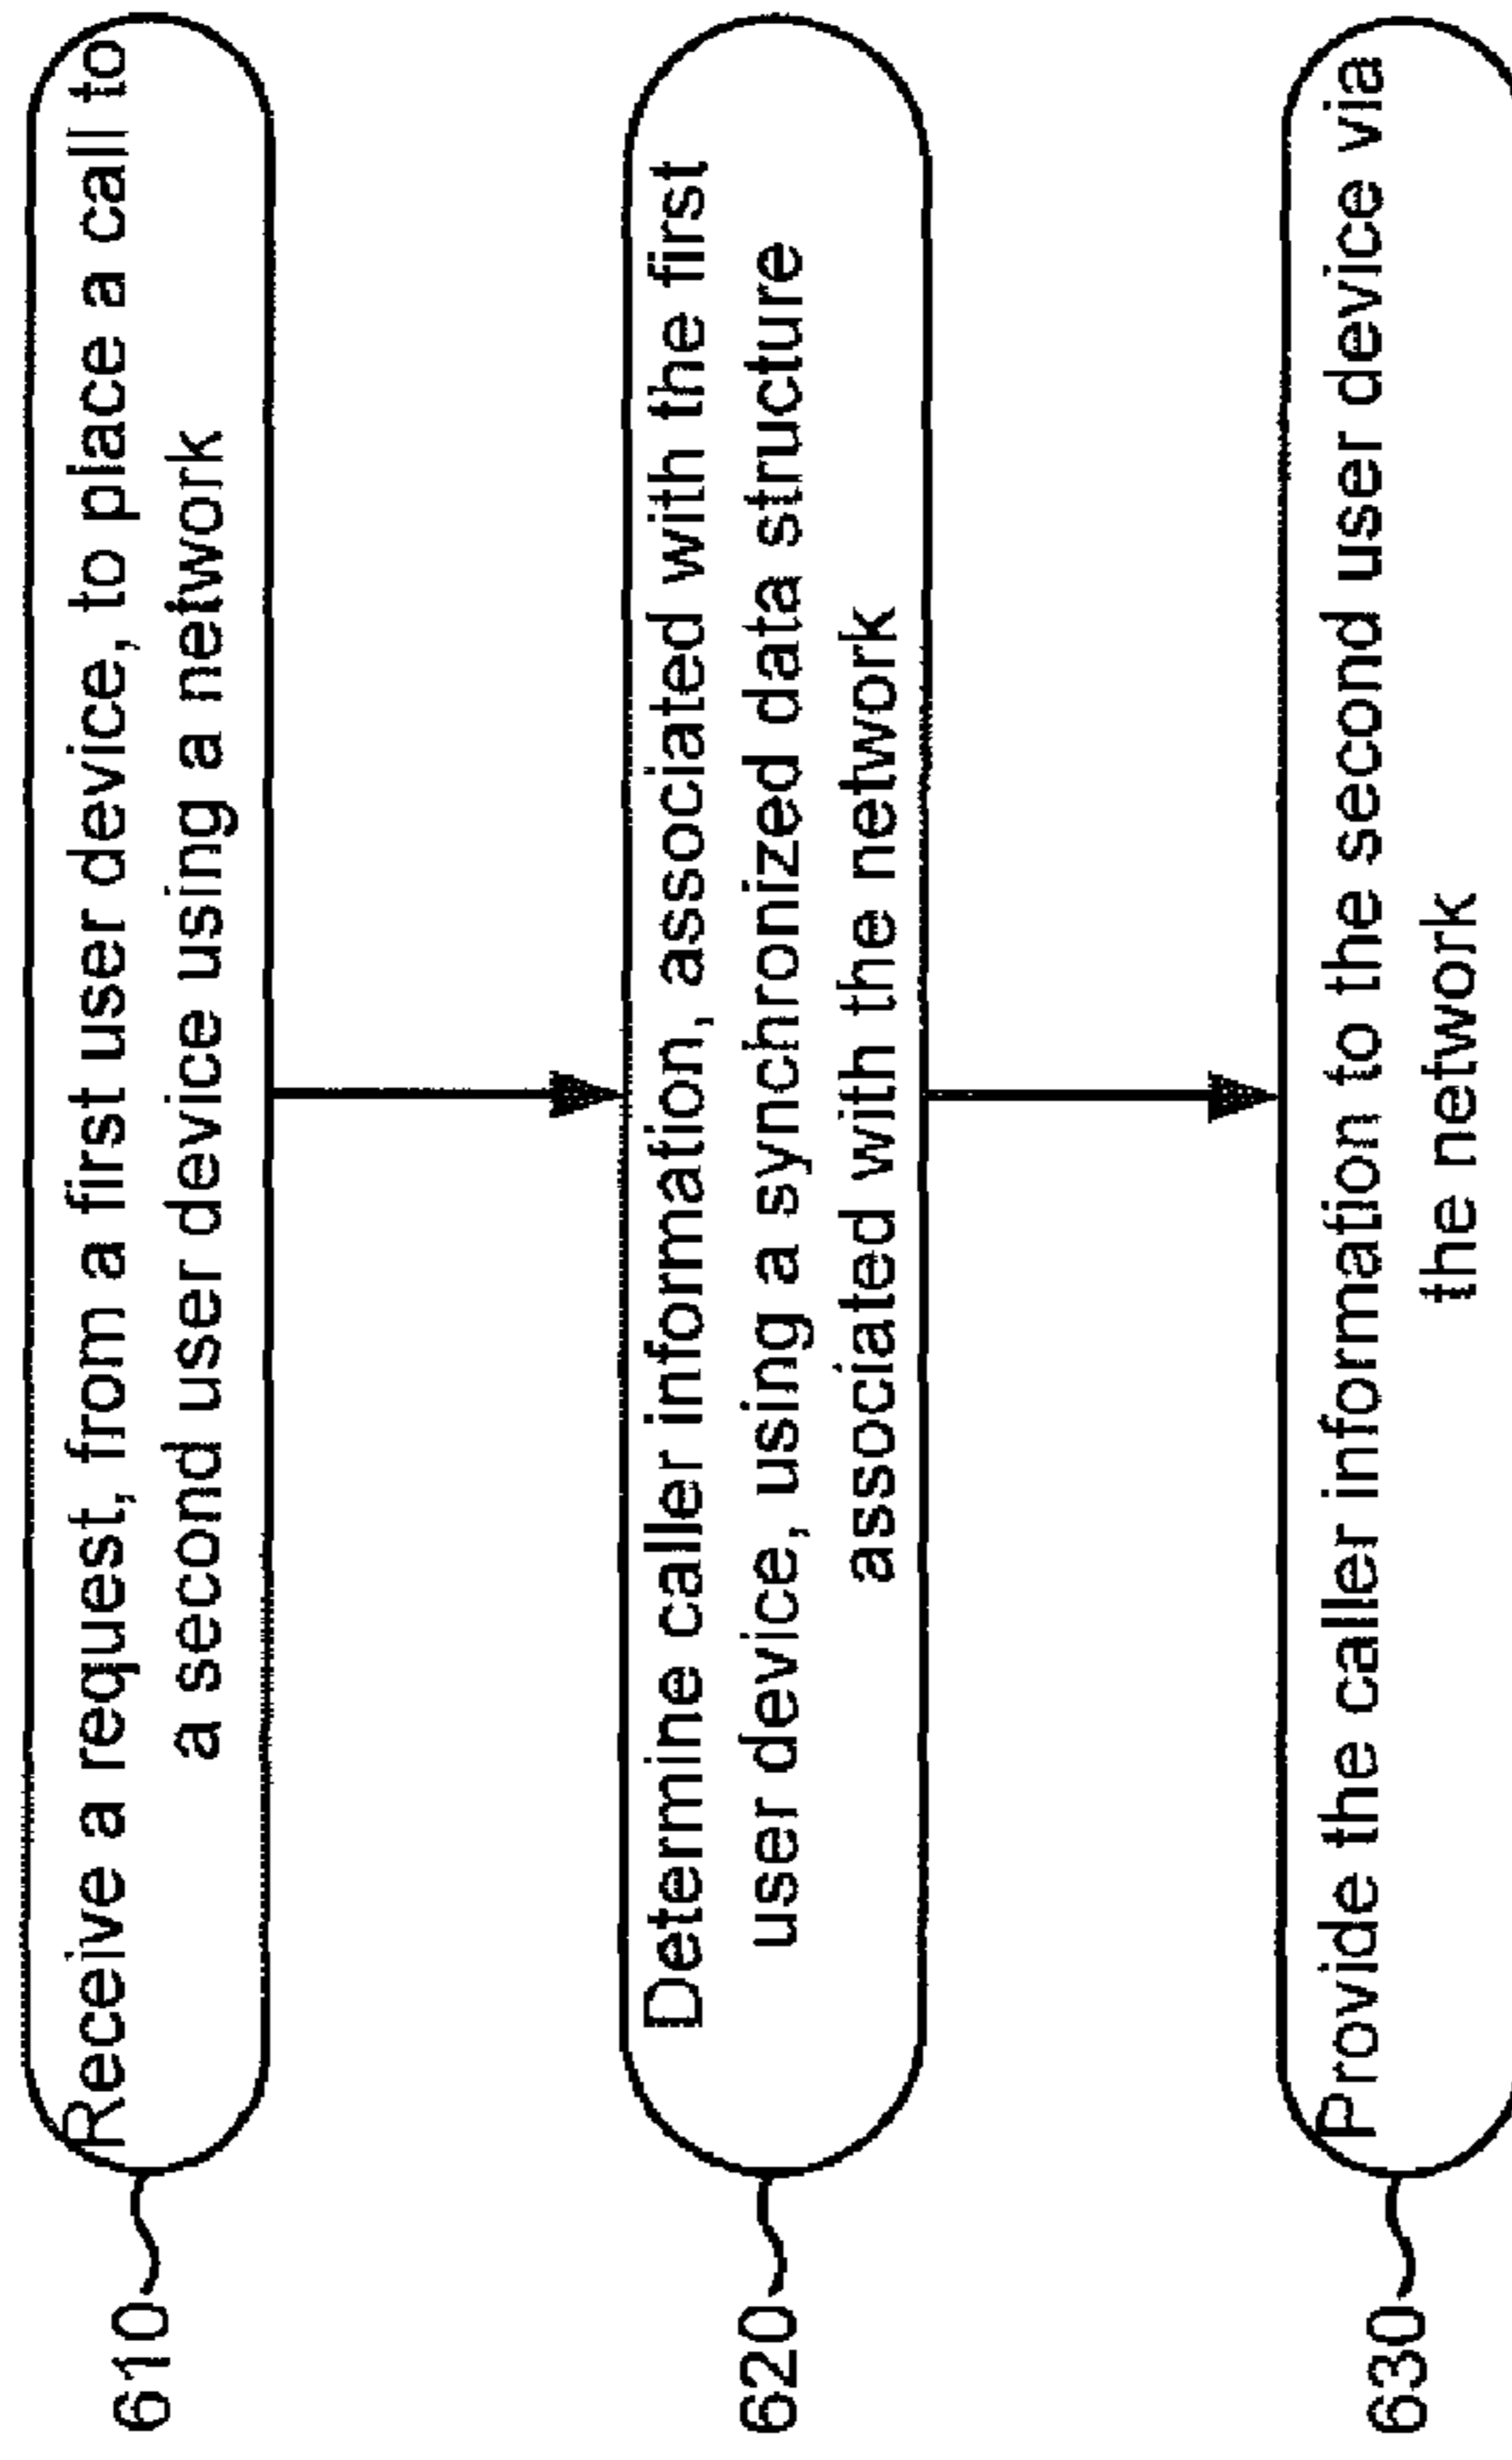 610
Receive a request, from a first user device, to place a call to
a second user device using a network
620
Determine caller information, associated with the first
user device, using a synchronized data structure
associated with the network
630
Provide the caller information to the second user device via
the network